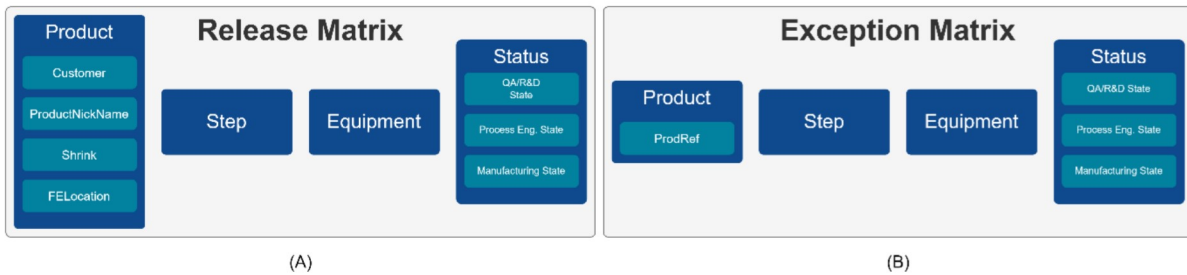 Release Matrix
Product
Customer
ProductNickName
Shrink
FELocation
Step
Equipment
Status
QA/R&D
State
Process Eng. State
Manufacturing State
(A)
Exception Matrix
Product
ProdRef
Step
Equipment
Status
QA/R&D State
Process Eng. State
Manufacturing State
(B)